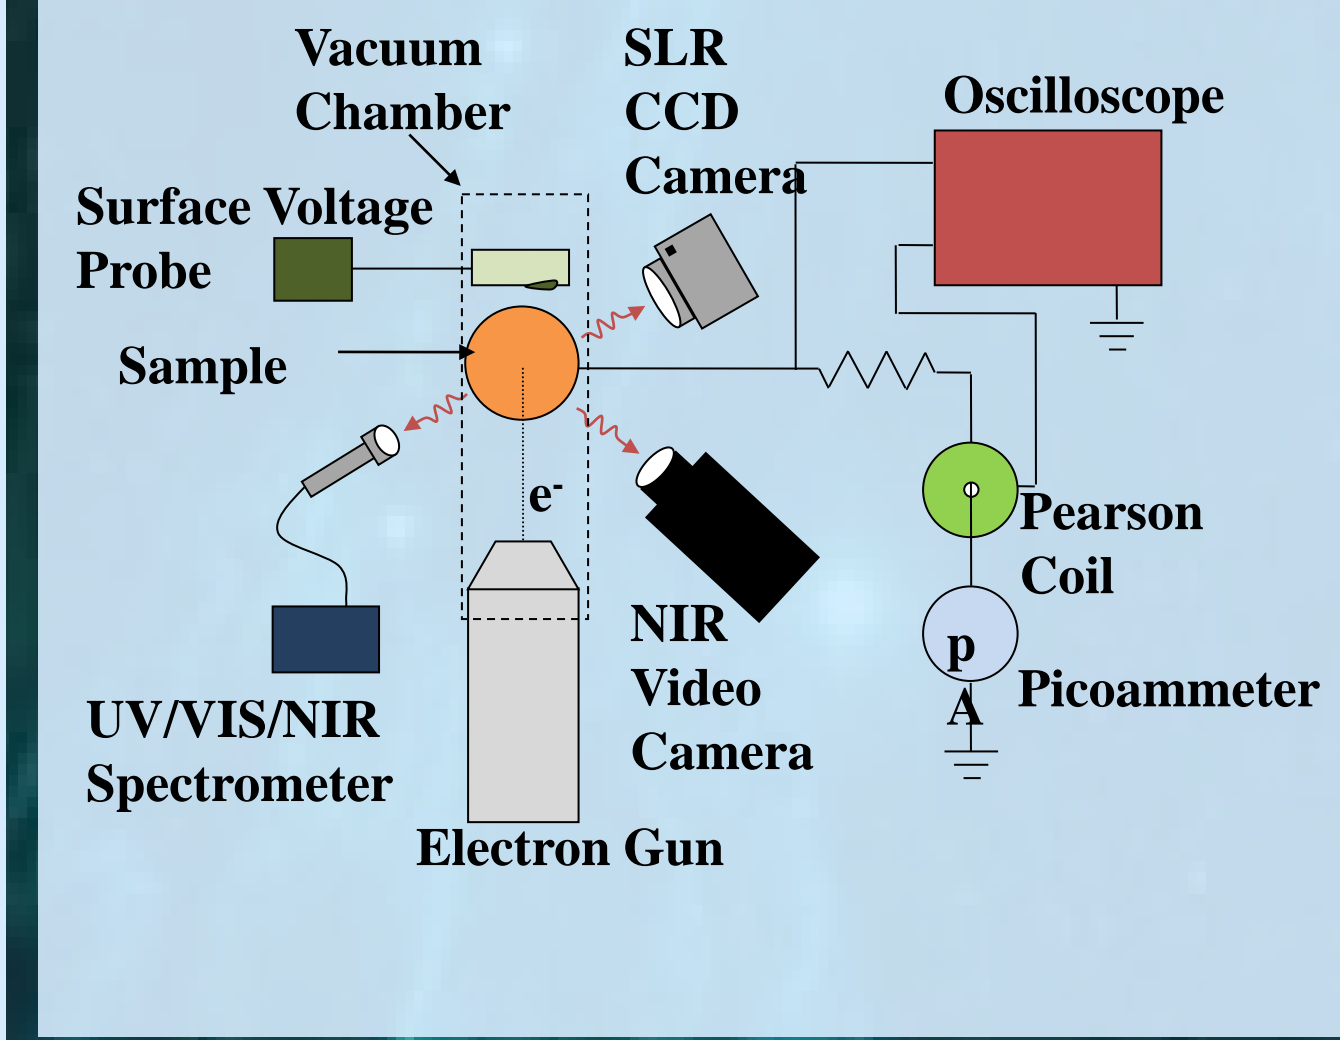 Vacuum
Chamber
SLR
CCD
Camera
Oscilloscope
Surface Voltage
Probe
Sample
e-
Pearson
Coil
NIR
Video
Camera
p
A
Picoammeter
UV/VIS/NIR
Spectrometer
Electron Gun